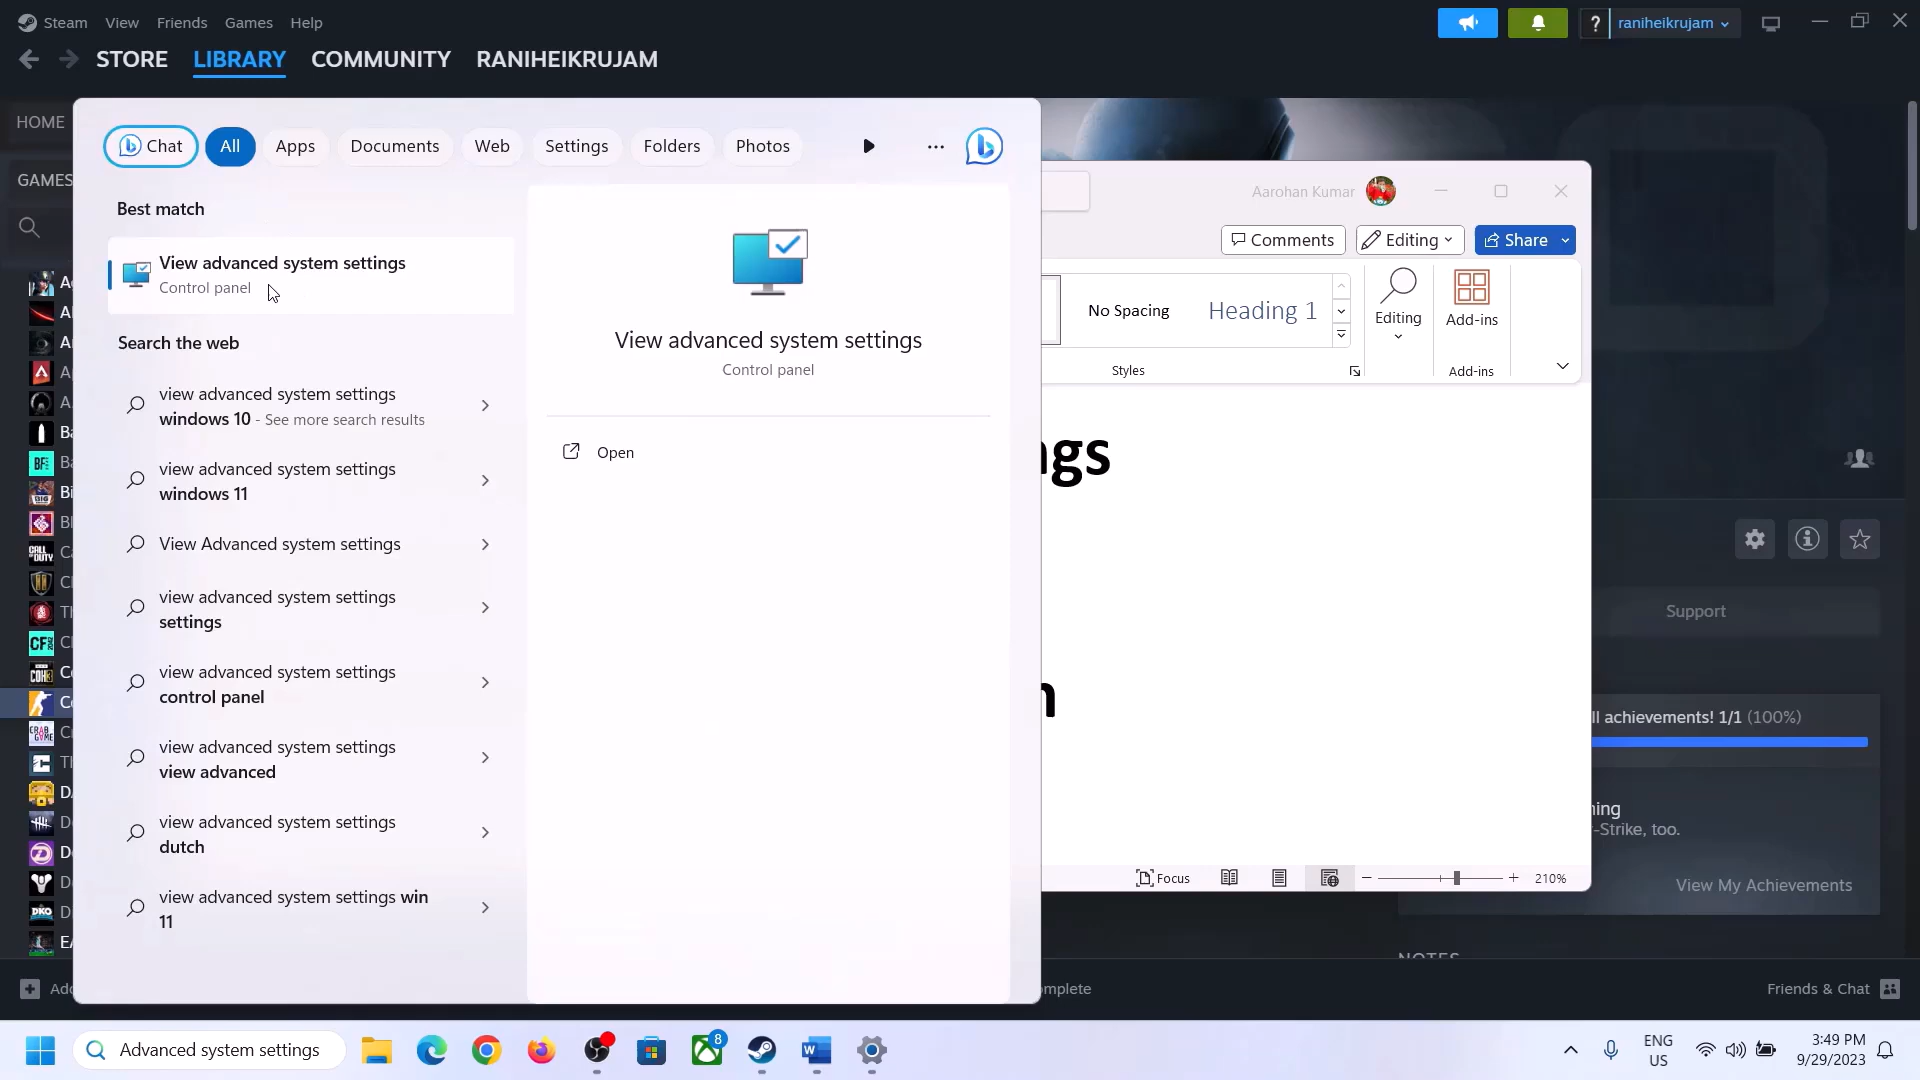 Steam View Friends Games Help
? raniheikrujam
STORE LIBRARY COMMUNITY RANIHEIKRUJAM
HOME
GAMES
Chat All Apps Documents Web Settings Folders Photos
Best match
View advanced system settings
Control panel
Search the web
view advanced system settings
windows 10 - See more search results
view advanced system settings
windows 11
View Advanced system settings
view advanced system settings
settings
view advanced system settings
control panel
view advanced system settings
view advanced
view advanced system settings
dutch
view advanced system settings win
11
View advanced system settings
Control panel
Open
Aarohan Kumar
Comments Editing Share
No Spacing Heading 1
Editing
Add-ins
Styles
Add-ins
ngs
n
Focus
210%
Support
ll achievements! 1/1 (100%)
-Strike, too.
View My Achievements
NOTES
Friends & Chat
Advanced system settings
8
ENG
US
3:49 PM
9/29/2023